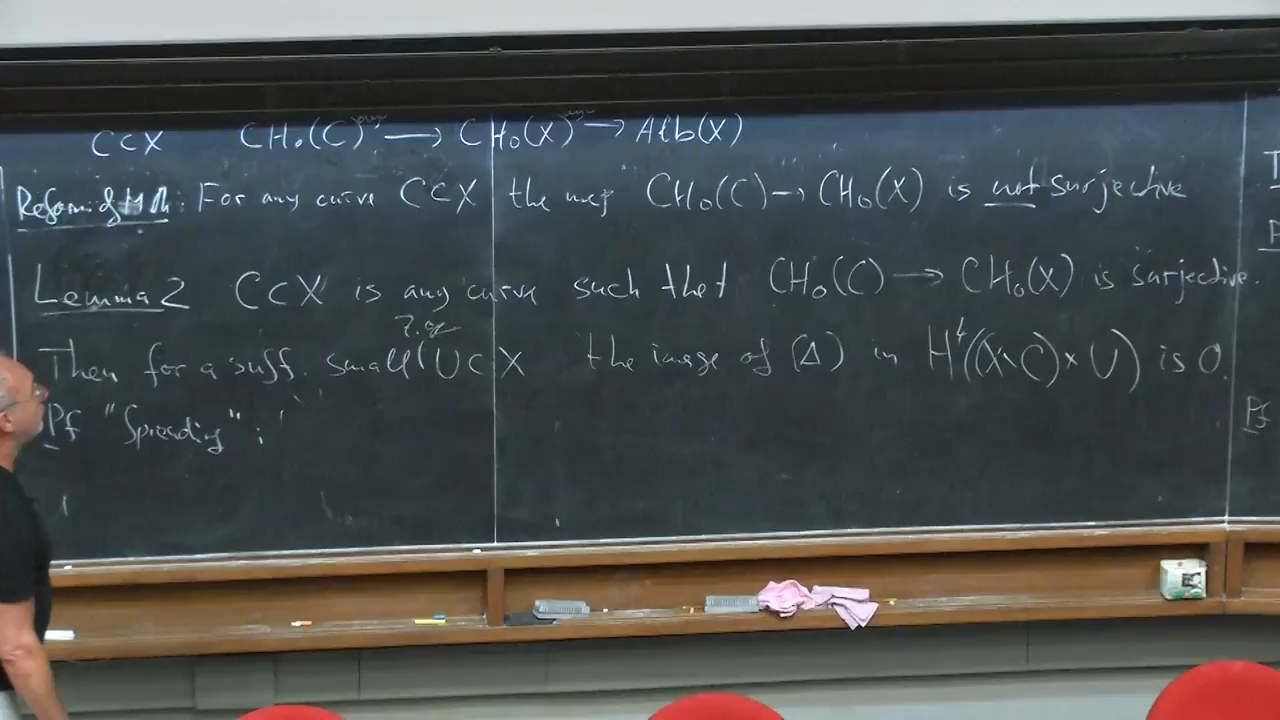 C⊂X CH₀(C) → CH₀(X) → Alb(X)
For any curve C⊂X the map CH₀(C) → CH₀(X) is not surjective
Lemma 2 C⊂X is any curve such that CH₀(C) → CH₀(X) is surjective.
Then for a suff. small U⊂X the image of [Δ] in H⁴((X∖C)×U) is 0.
Pf "Spreading":
Pf